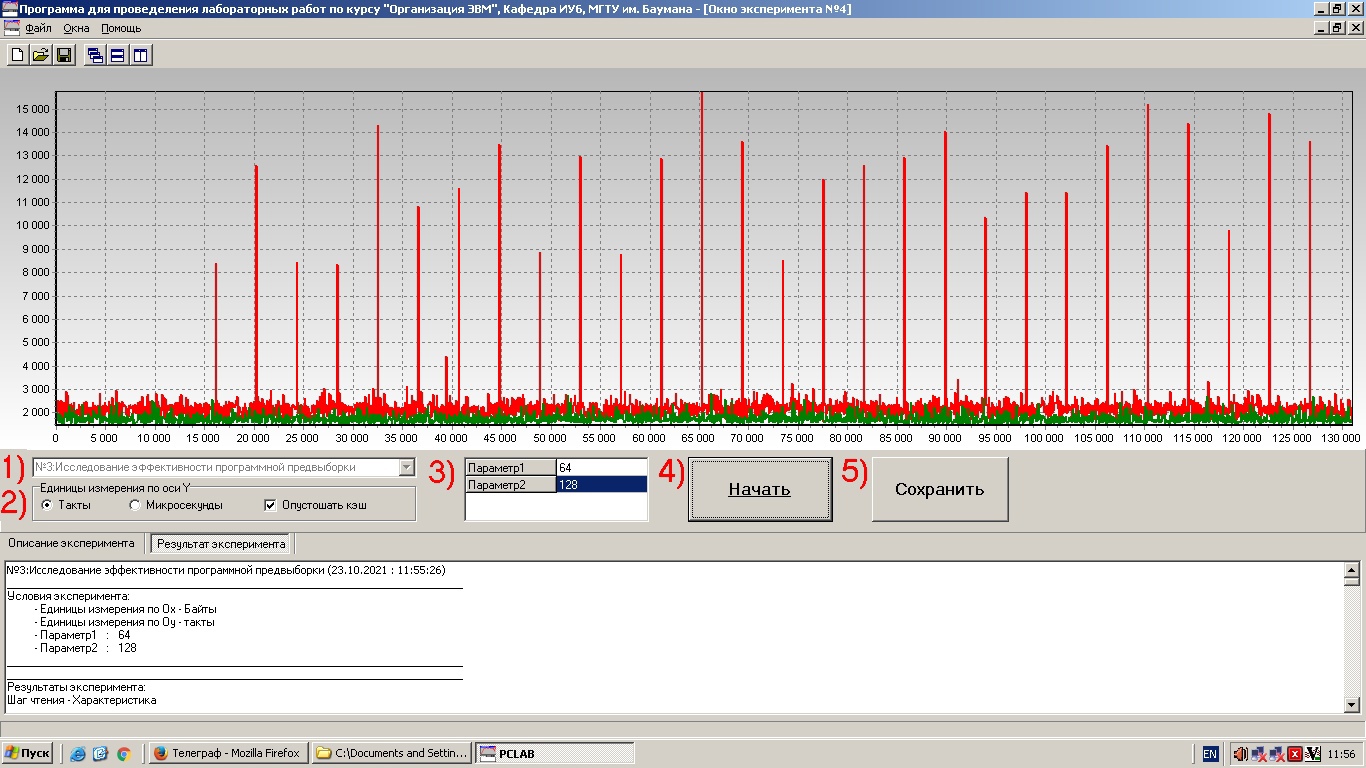 Программа для проведения лабораторных работ по курсу "Организация ЭВМ", Кафедра ИУ6, МГТУ им. Баумана - [Окно эксперимента №4]
Файл Окна Помощь
15 000
14 000
13 000
12 000
11 000
10 000
9 000
8 000
7 000
6 000
5 000
4 000
3 000
2 000
0 5 000 10 000 15 000 20 000 25 000 30 000 35 000 40 000 45 000 50 000 55 000 60 000 65 000 70 000 75 000 80 000 85 000 90 000 95 000 100 000 105 000 110 000 115 000 120 000 125 000 130 000
1) №3:Исследование эффективности программной предвыборки
2) Единицы измерения по оси Y
Такты Микросекунды Опустошать кэш
3) Параметр1 64
Параметр2 128
4) Начать
5) Сохранить
Описание эксперимента Результат эксперимента
№3:Исследование эффективности программной предвыборки (23.10.2021 : 11:55:26)
Условия эксперимента:
- Единицы измерения по Ox - Байты
- Единицы измерения по Oy - такты
- Параметр1 : 64
- Параметр2 : 128
Результаты эксперимента:
Шаг чтения - Характеристика
Пуск Телеграф - Mozilla Firefox C:\Documents and Settin... PCLAB EN 11:56